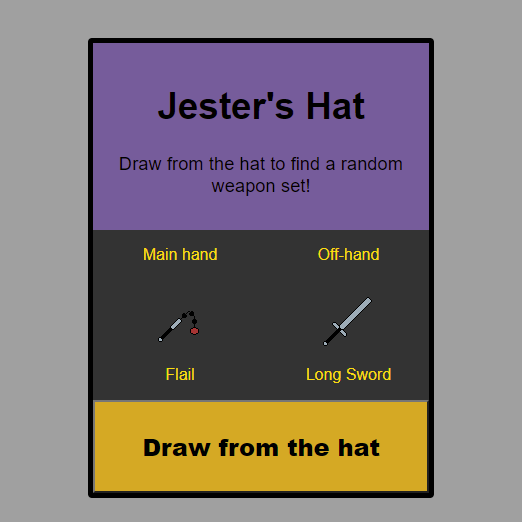 Jester's Hat
Draw from the hat to find a random
weapon set!
Main hand
Off-hand
Flail
Long Sword
Draw from the hat